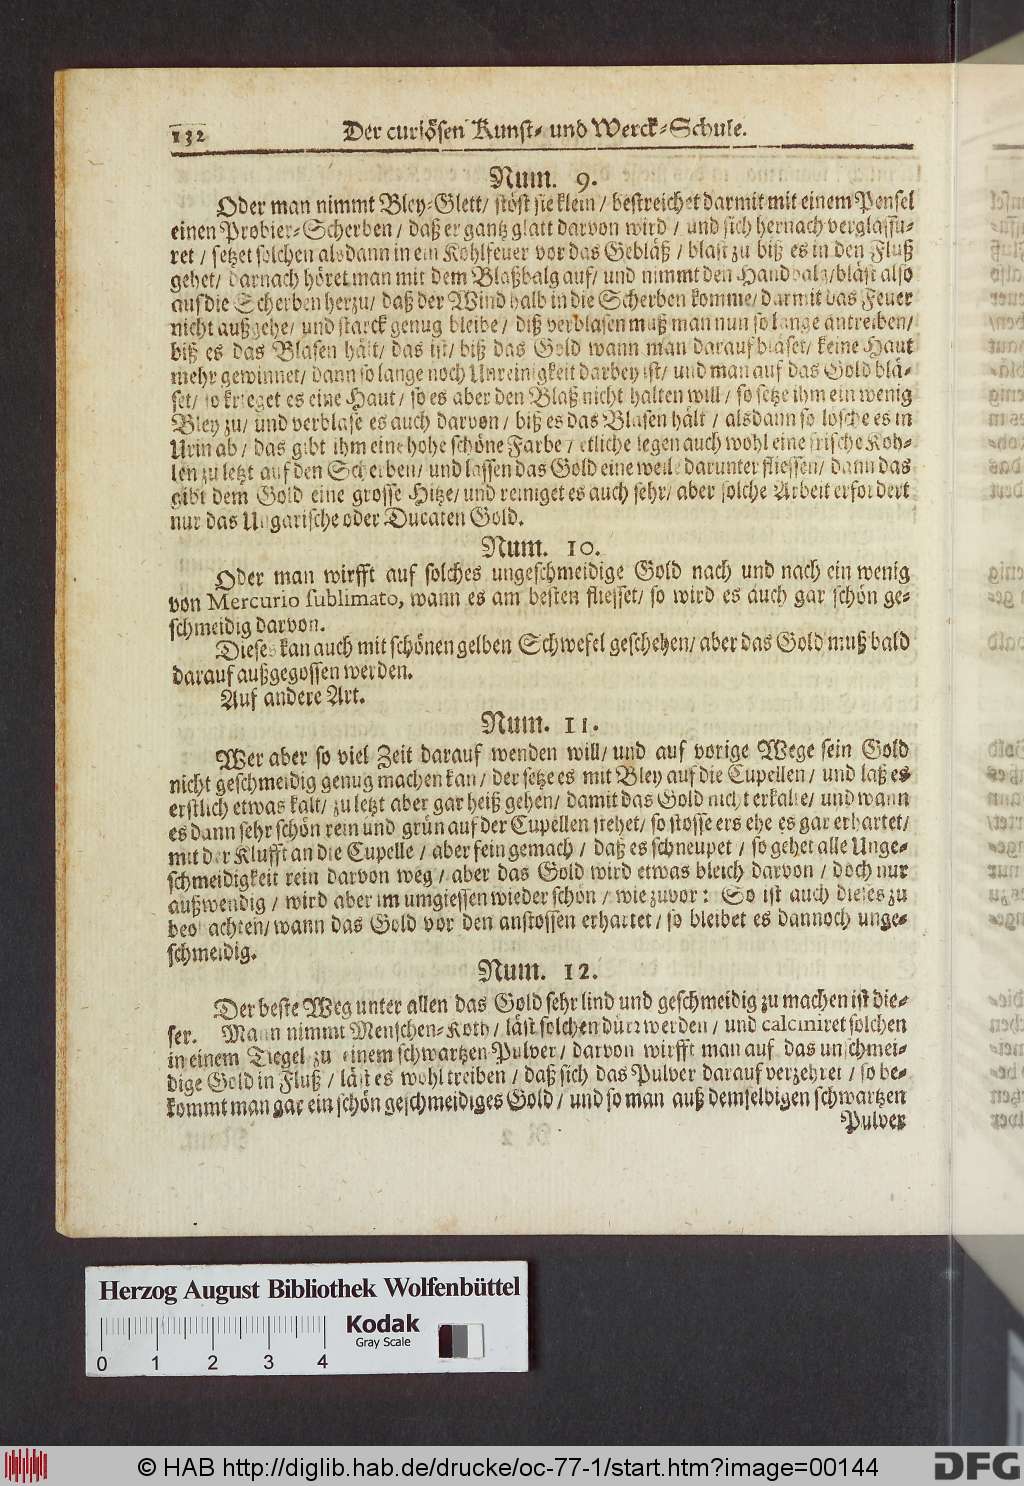 132
Der curiösen Kunst- und Werck-Schule.
Num. 9.
Oder man nimmt Bley-Glett/ stöst sie klein/ bestreichet darmit mit einem Pensel
einen Probier-Scherben/ daß er gantz glatt darvon wird/ und sich hernach verglassu-
ret/ setzet solchen alsdann in ein Kohlfeuer vor das Gebläß/ blast zu biß es in den Fluß
gehet/ darnach höret man mit dem Blaßbalg auf/ und nimmt den Handbalg/ bläst also
auf die Scherben herzu/ daß der Wind halb in die Scherben komme/ darmit das Feuer
nicht außgehe/ und starck genug bleibe/ diß verblasen muß man nun so lange antreiben/
biß es das Blasen hält/ das ist/ biß das Gold wann man darauf bläset/ keine Haut
mehr gewinnet/ dann so lange noch Unreinigkeit darbey ist/ und man auf das Gold blä-
set/ so krieget es eine Haut/ so es aber den Blaß nicht halten will/ so setze ihm ein wenig
Bley zu/ und verblase es auch darvon/ biß es das Blasen hält/ alsdann so lösche es in
Urin ab/ das gibt ihm eine hohe schöne Farbe/ etliche legen auch wohl eine frische Koh-
len zu letzt auf den Scherben/ und lassen das Gold eine weile darunter fliessen/ dann das
gibt dem Gold eine grosse Hitze/ und reiniget es auch sehr/ aber solche Arbeit erfordert
nur das Ungarische oder Ducaten Gold.
Num. 10.
Oder man wirfft auf solches ungeschmeidige Gold nach und nach ein wenig
von Mercurio sublimato, wann es am besten fliesset/ so wird es auch gar schön ge-
schmeidig darvon.
Dieses kan auch mit schönen gelben Schwefel geschehen/ aber das Gold muß bald
darauf außgegossen werden.
Auf andere Art.
Num. 11.
Wer aber so viel Zeit darauf wenden will/ und auf vorige Wege sein Gold
nicht geschmeidig genug machen kan/ der setze es mit Bley auf die Cupellen/ und laß es
erstlich etwas kalt/ zu letzt aber gar heiß gehen/ damit das Gold nicht erkalte/ und wann
es dann sehr schön rein und grün auf der Cupellen stehet/ so stosse ers ehe es gar erhartet/
mit der Klufft an die Cupelle/ aber fein gemach/ daß es schneupet/ so gehet alle Unge-
schmeidigkeit rein darvon weg/ aber das Gold wird etwas bleich darvon/ doch nur
außwendig/ wird aber im umgiessen wieder schön/ wie zuvor: So ist auch dieses zu
beobachten/ wann das Gold vor den anstossen erhartet/ so bleibet es dannoch unge-
schmeidig.
Num. 12.
Der beste Weg unter allen das Gold sehr lind und geschmeidig zu machen ist die-
ser. Mann nimmt Menschen-Koth/ läst solchen dürr werden/ und calciniret solchen
in einem Tiegel zu einem schwartzen Pulver/ darvon wirfft man auf das unschmei-
dige Gold in Fluß/ läst es wohl treiben/ daß sich das Pulver darauf verzehret/ so be-
kommt man gar ein schön geschmeidiges Gold/ und so man auß demselbigen schwartzen
Pulver
Herzog August Bibliothek Wolfenbüttel
Kodak
Gray Scale
0 1 2 3 4
© HAB http://diglib.hab.de/drucke/oc-77-1/start.htm?image=00144
DFG